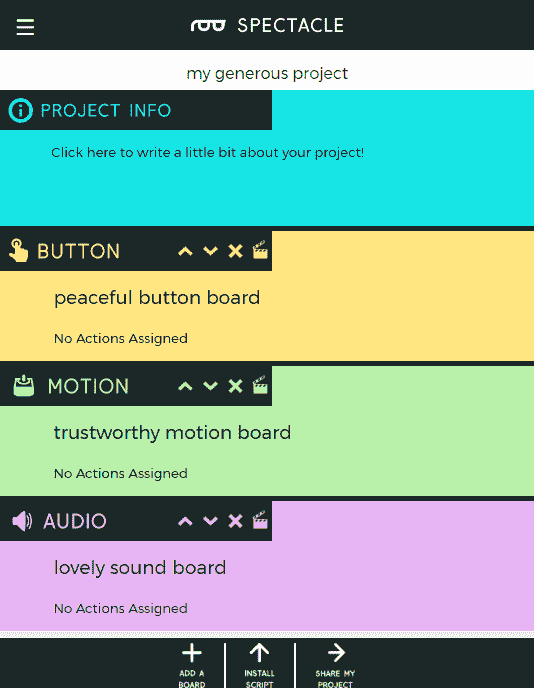 SPECTACLE
my generous project
PROJECT INFO
Click here to write a little bit about your project!
BUTTON
peaceful button board
No Actions Assigned
MOTION
trustworthy motion board
No Actions Assigned
AUDIO
lovely sound board
No Actions Assigned
ADD A
BOARD
INSTALL
SCRIPT
SHARE MY
PROJECT